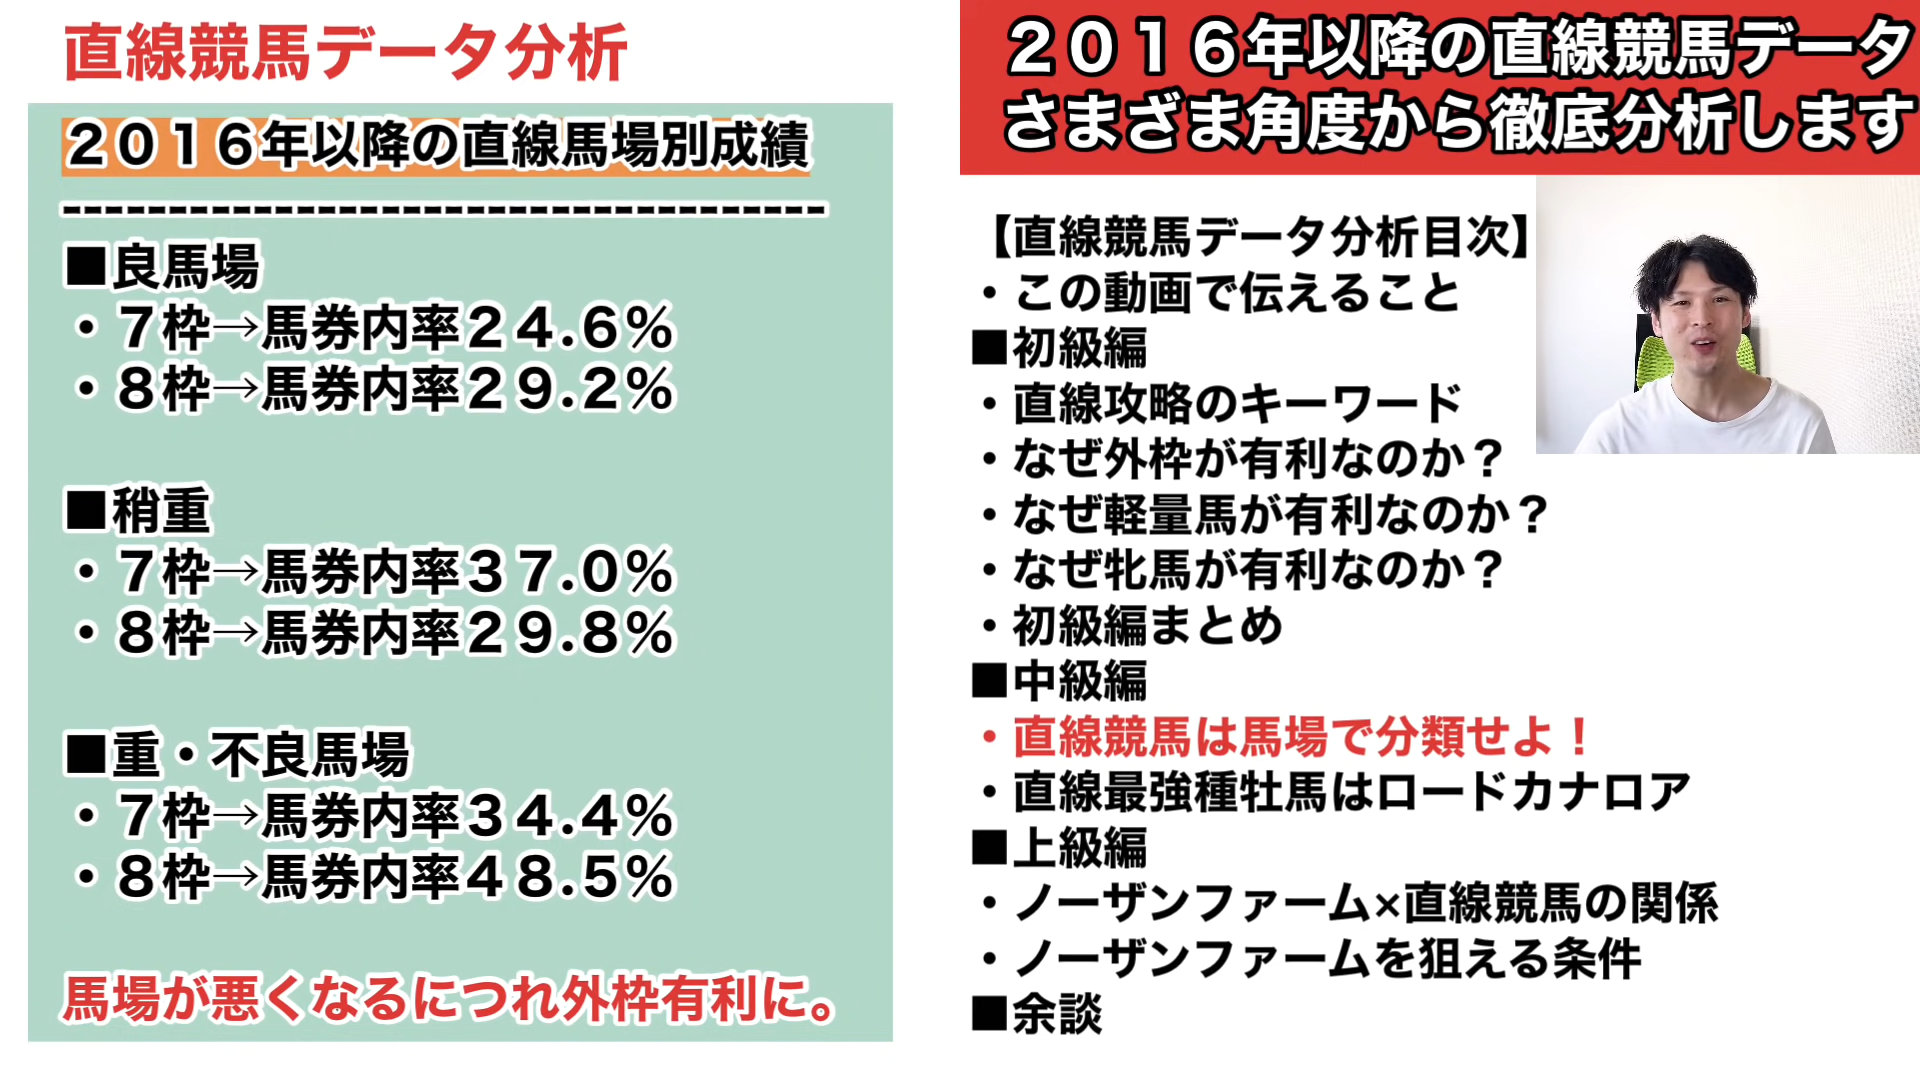 直線競馬データ分析
２０１６年以降の直線馬場別成績
------------------------------------
■良馬場
・７枠→馬券内率２４.６％
・８枠→馬券内率２９.２％
■稍重
・７枠→馬券内率３７.０％
・８枠→馬券内率２９.８％
■重・不良馬場
・７枠→馬券内率３４.４％
・８枠→馬券内率４８.５％
馬場が悪くなるにつれ外枠有利に。
２０１６年以降の直線競馬データ
さまざま角度から徹底分析します
【直線競馬データ分析目次】
・この動画で伝えること
■初級編
・直線攻略のキーワード
・なぜ外枠が有利なのか？
・なぜ軽量馬が有利なのか？
・なぜ牝馬が有利なのか？
・初級編まとめ
■中級編
・直線競馬は馬場で分類せよ！
・直線最強種牡馬はロードカナロア
■上級編
・ノーザンファーム×直線競馬の関係
・ノーザンファームを狙える条件
■余談